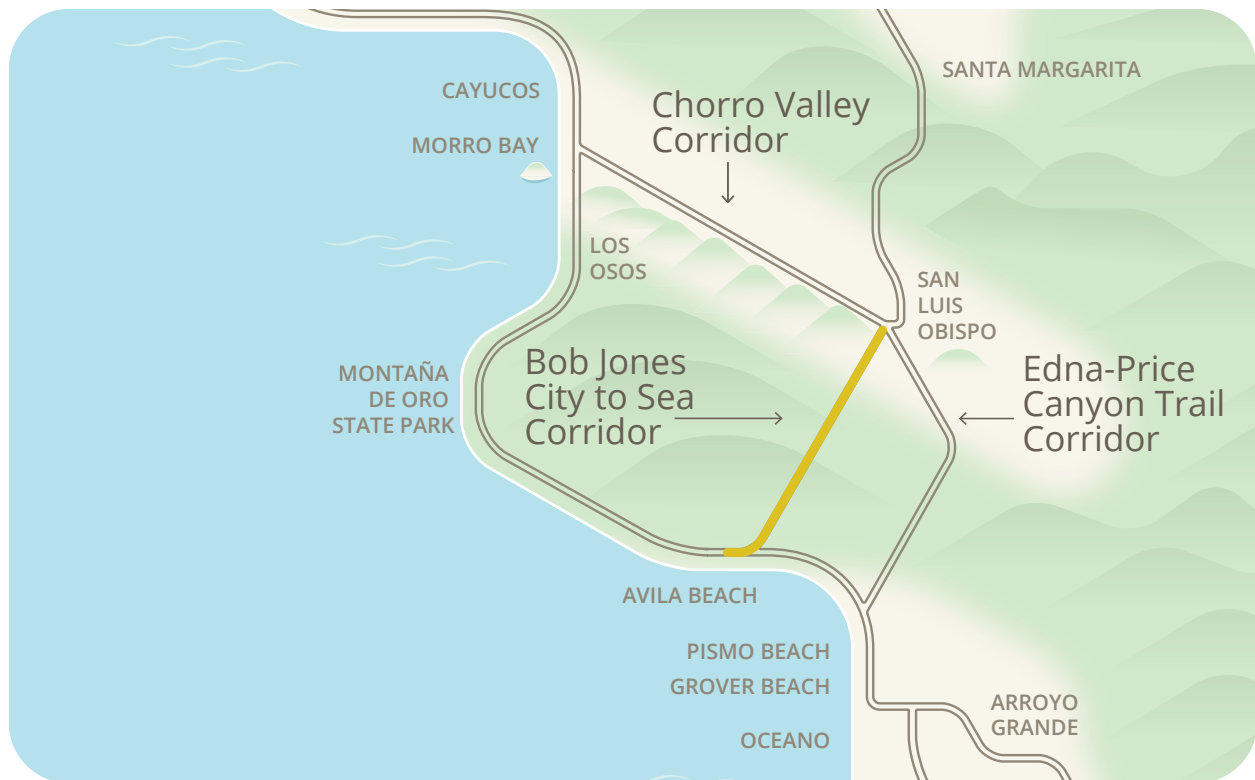 SANTA MARGARITA
CAYUCOS
Chorro Valley
Corridor
MORRO BAY
LOS
OSOS
SAN
LUIS
OBISPO
Bob Jones
City to Sea
Corridor
MONTAÑA
DE ORO
STATE PARK
Edna-Price
Canyon Trail
Corridor
AVILA BEACH
PISMO BEACH
GROVER BEACH
ARROYO
GRANDE
OCEANO